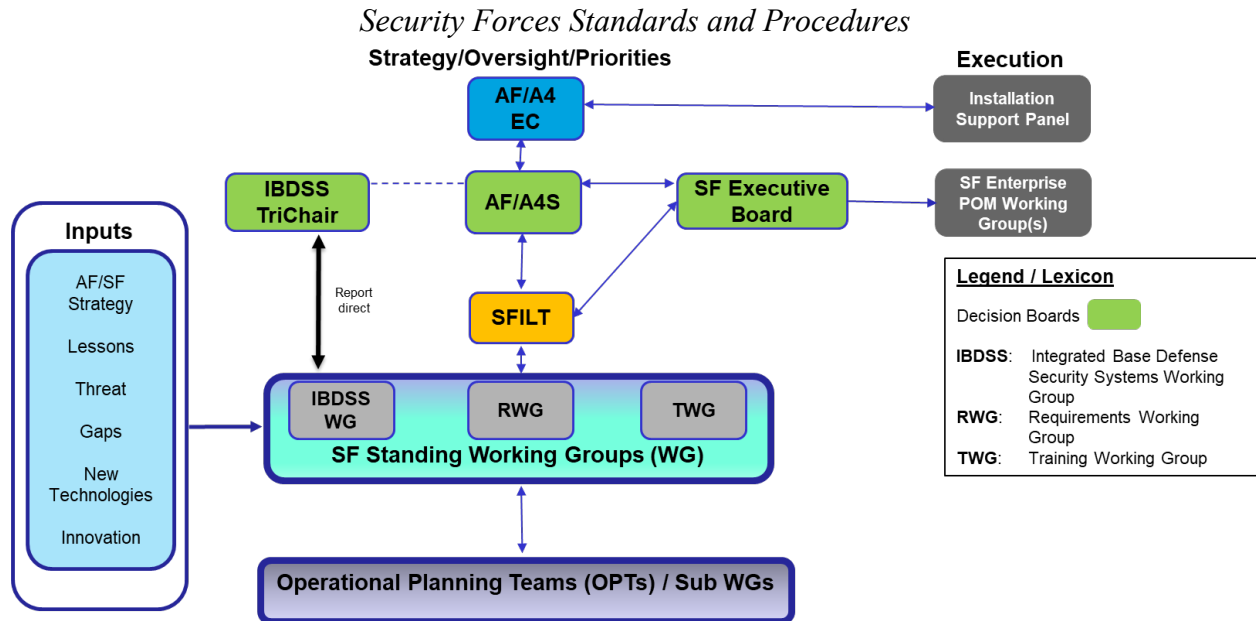 Security Forces Standards and Procedures
Strategy/Oversight/Priorities
Execution
AF/A4
EC
Installation
Support Panel
IBDSS
TriChair
AF/A4S
SF Executive
Board
SF Enterprise
POM Working
Group(s)
Inputs
AF/SF
Strategy
Lessons
Threat
Gaps
New
Technologies
Innovation
Report
direct
SFILT
IBDSS
WG
RWG
TWG
SF Standing Working Groups (WG)
Operational Planning Teams (OPTs) / Sub WGs
Legend / Lexicon
Decision Boards
IBDSS: Integrated Base Defense
Security Systems Working
Group
RWG: Requirements Working
Group
TWG: Training Working Group